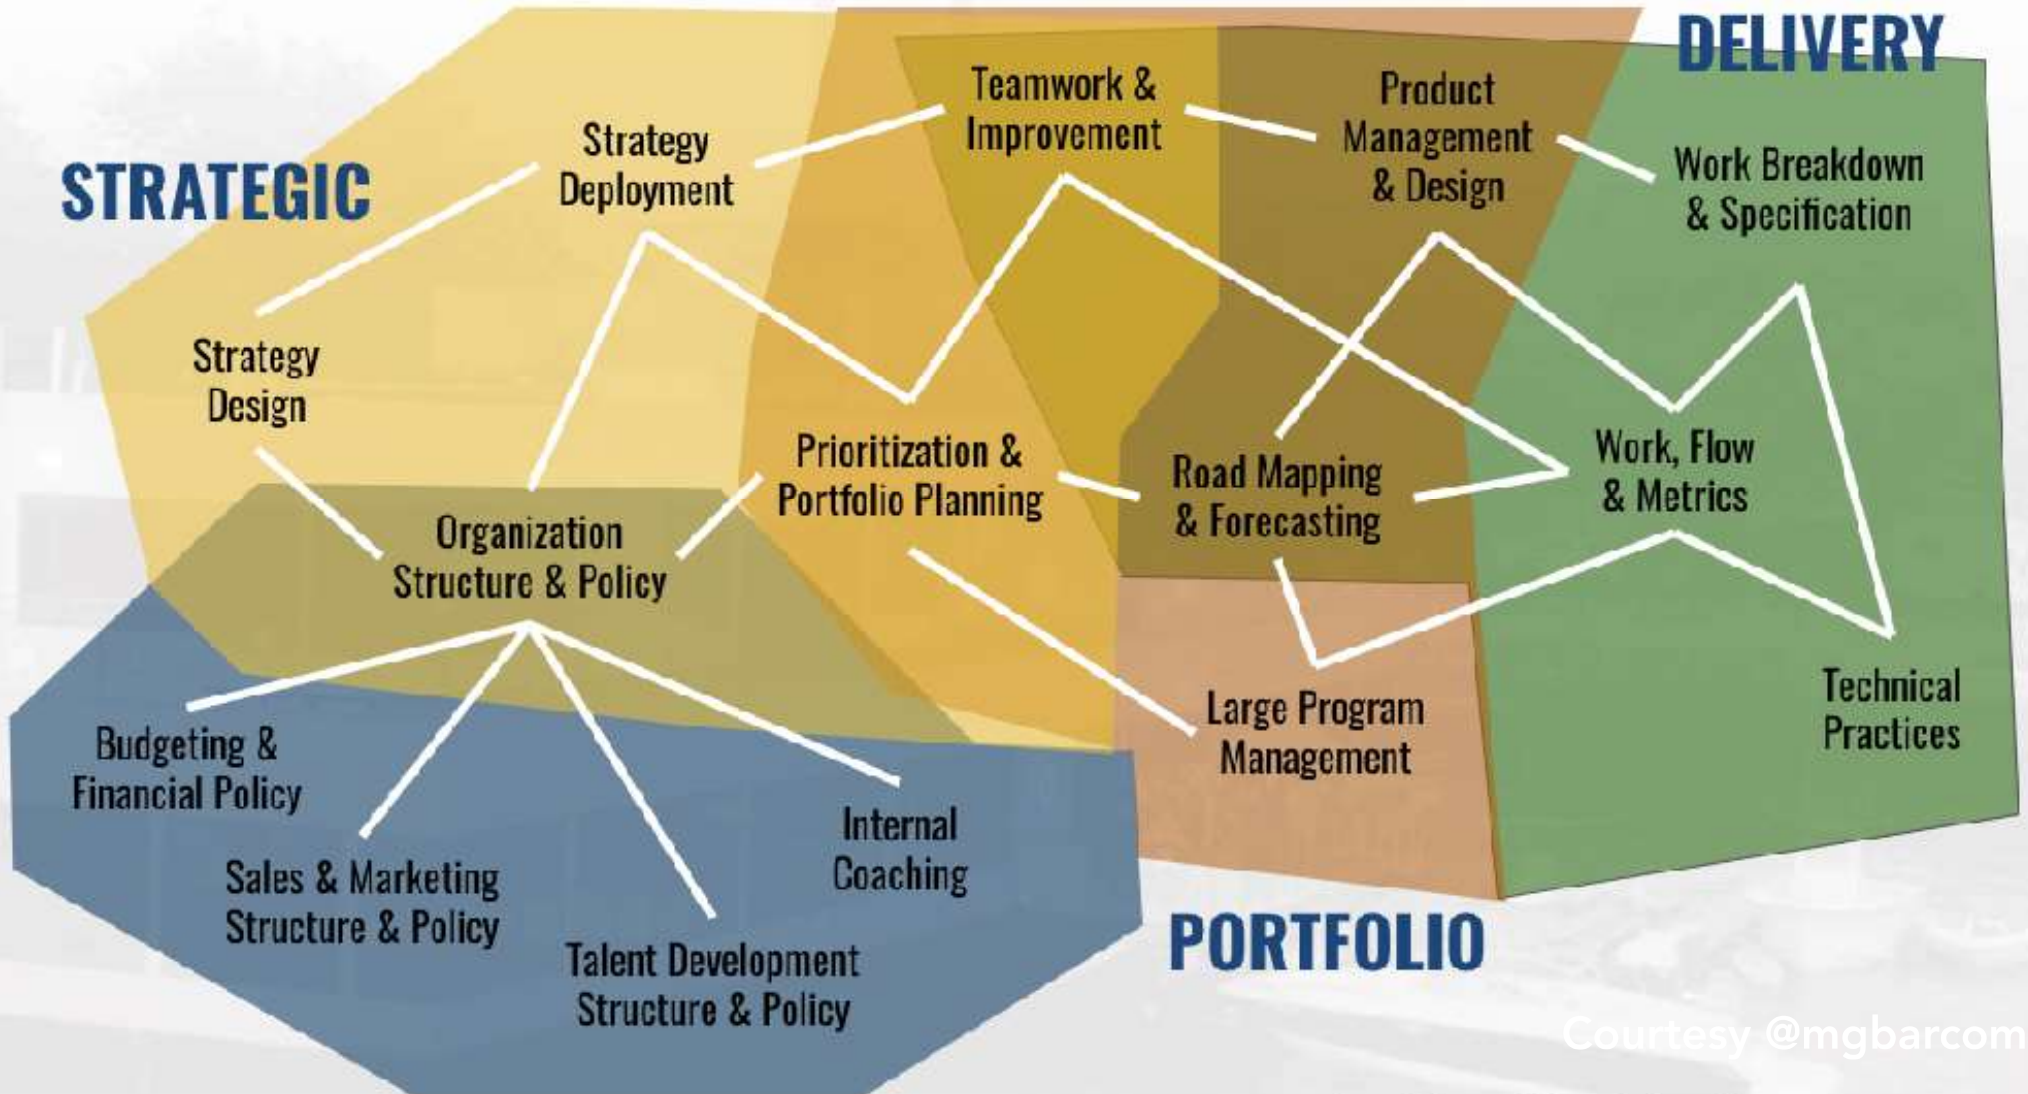 DELIVERY
STRATEGIC
Strategy
Deployment
Teamwork &
Improvement
Product
Management
& Design
Work Breakdown
& Specification
Strategy
Design
Prioritization &
Portfolio Planning
Road Mapping
& Forecasting
Work, Flow
& Metrics
Organization
Structure & Policy
Large Program
Management
Technical
Practices
Budgeting &
Financial Policy
Sales & Marketing
Structure & Policy
Talent Development
Structure & Policy
Internal
Coaching
PORTFOLIO
Courtesy @mgbarcom